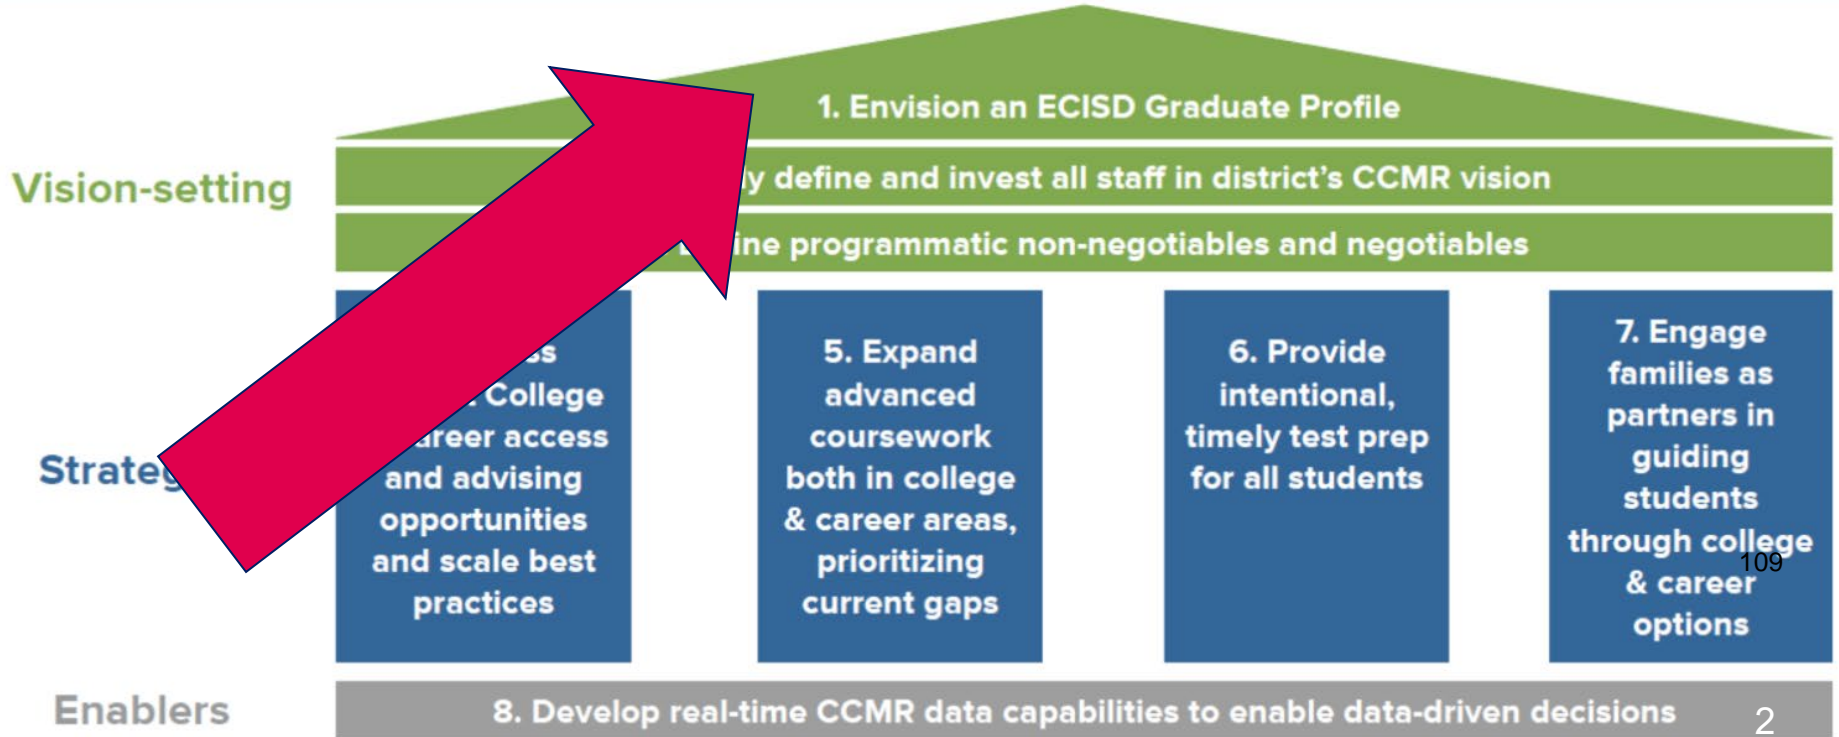 1. Envision an ECISD Graduate Profile
Vision-setting
define and invest all staff in district's CCMR vision
programmatic non-negotiables and negotiables
College
access
and advising
opportunities
and scale best
practices
5. Expand
advanced
coursework
both in college
& career areas,
prioritizing
current gaps
6. Provide
intentional,
timely test prep
for all students
7. Engage
families as
partners in
guiding
students
through college
& career
options
109
Enablers
8. Develop real-time CCMR data capabilities to enable data-driven decisions
2